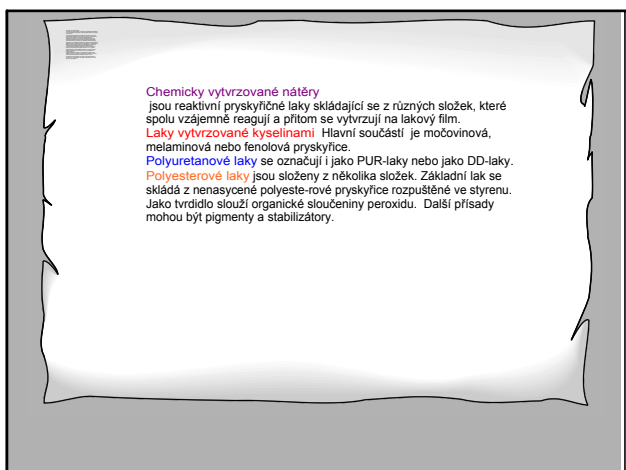 Chemicky vytvrzované nátěry
jsou reaktivní pryskyřičné laky skládající se z různých složek, které
spolu vzájemně reagují a přitom se vytvrzují na lakový film.
Laky vytvrzované kyselinami Hlavní součástí je močovinová,
melaminová nebo fenolová pryskyřice.
Polyuretanové laky se označují i jako PUR-laky nebo jako DD-laky.
Polyesterové laky jsou složeny z několika složek. Základní lak se
skládá z nenasycené polyeste-rové pryskyřice rozpuštěné ve styrenu.
Jako tvrdidlo slouží organické sloučeniny peroxidu. Další přísady
mohou být pigmenty a stabilizátory.